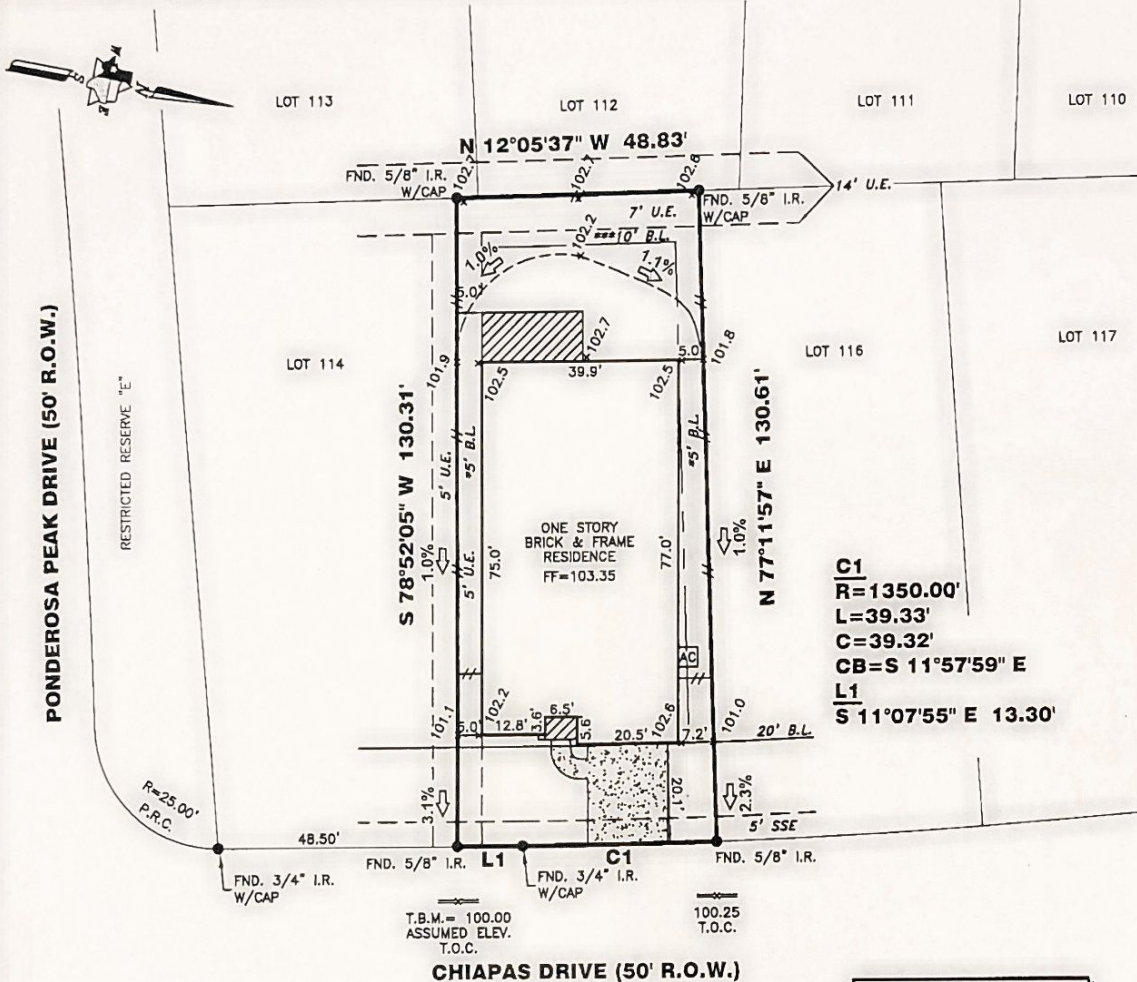 LOT 113
LOT 112
LOT 111
LOT 110
N 12°05'37" W 48.83'
FND. 5/8" I.R.
W/CAP
102.7
102.7
102.8
FND. 5/8" I.R.
W/CAP
14' U.E.
7' U.E.
***10' B.L.
102.2
1.0%
1.1%
5.0'
102.7
101.9
102.5
39.9'
102.5
5.0'
101.8
LOT 114
LOT 116
LOT 117
PONDEROSA PEAK DRIVE (50' R.O.W.)
RESTRICTED RESERVE "E"
S 78°52'05" W 130.31'
1.0%
5' U.E.
5' U.E.
*5' B.L.
75.0'
ONE STORY
BRICK & FRAME
RESIDENCE
FF=103.35
77.0'
*5' B.L.
1.0%
N 77°11'57" E 130.61'
C1
R=1350.00'
L=39.33'
C=39.32'
CB=S 11°57'59" E
L1
S 11°07'55" E 13.30'
AC
101.1
5.0'
102.2
12.8'
3.6'
6.5'
5.6'
20.5'
102.6
7.2'
101.0
20' B.L.
3.1%
20.1'
2.3%
5' SSE
R=25.00'
P.R.C.
48.50'
FND. 3/4" I.R.
W/CAP
FND. 5/8" I.R.
L1
C1
FND. 3/4" I.R.
W/CAP
FND. 5/8" I.R.
T.B.M.= 100.00
ASSUMED ELEV.
T.O.C.
100.25
T.O.C.
CHIAPAS DRIVE (50' R.O.W.)